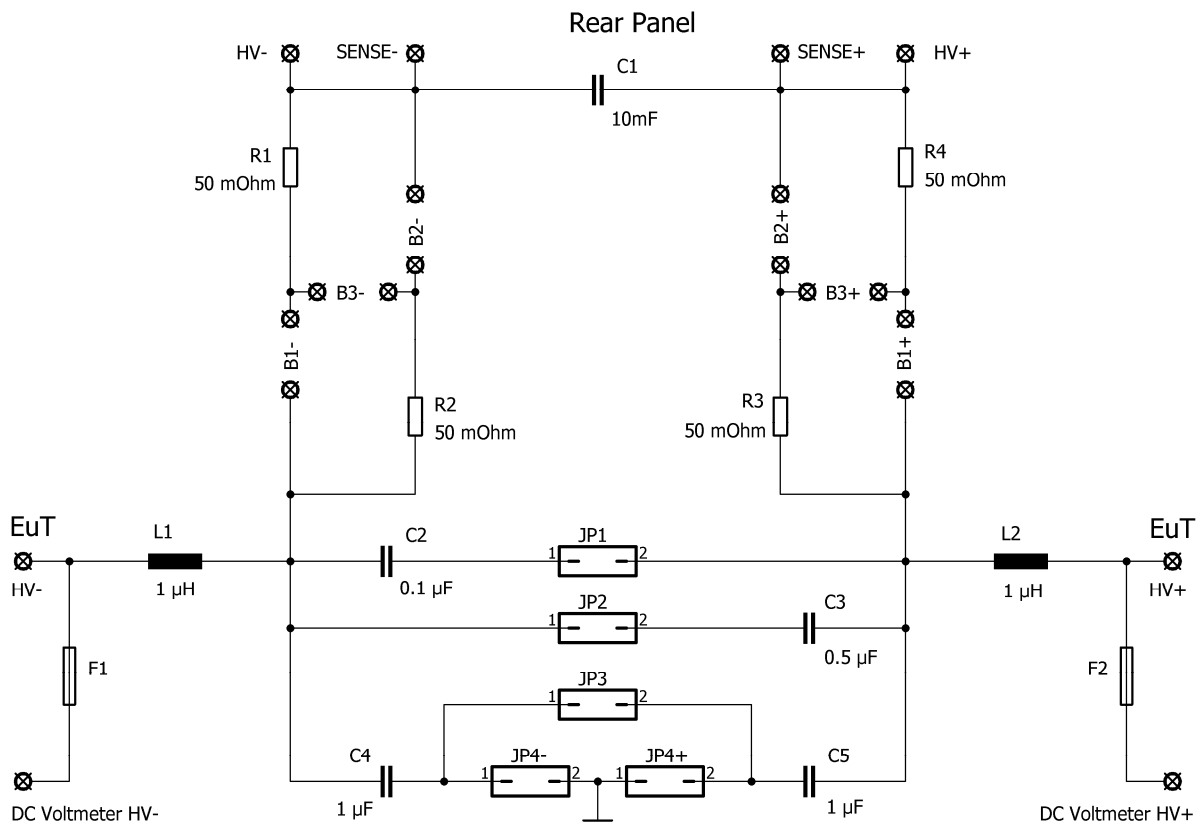 Rear Panel
HV-
SENSE-
SENSE+
HV+
C1
10mF
R1
50 mOhm
R4
50 mOhm
B2-
B2+
B3-
B3+
B1-
B1+
R2
50 mOhm
R3
50 mOhm
EuT
L1
C2
1 JP1 2
L2
EuT
HV-
1 µH
0.1 µF
1 µH
HV+
1 JP2 2
C3
0.5 µF
F1
F2
1 JP3 2
C4
1 JP4- 2
1 JP4+ 2
C5
1 µF
1 µF
DC Voltmeter HV-
DC Voltmeter HV+